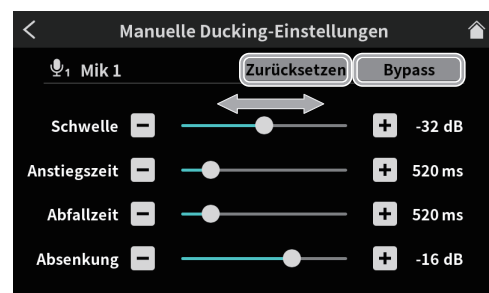 Manuelle Ducking-Einstellungen
1 Mik 1 Zurücksetzen Bypass
Schwelle -32 dB
Anstiegszeit 520 ms
Abfallzeit 520 ms
Absenkung -16 dB